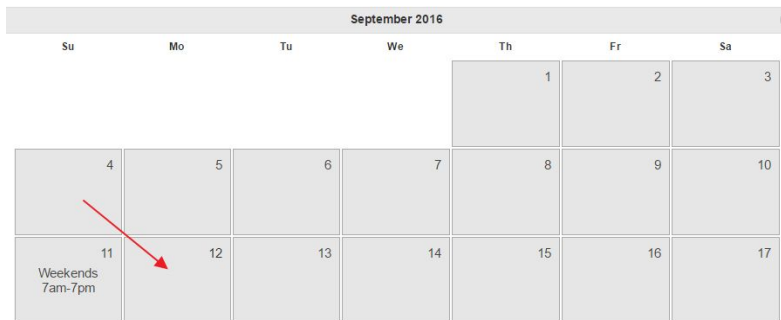 September 2016
Su Mo Tu We Th Fr Sa
1 2 3
4 5 6 7 8 9 10
11 12 13 14 15 16 17
Weekends
7am-7pm